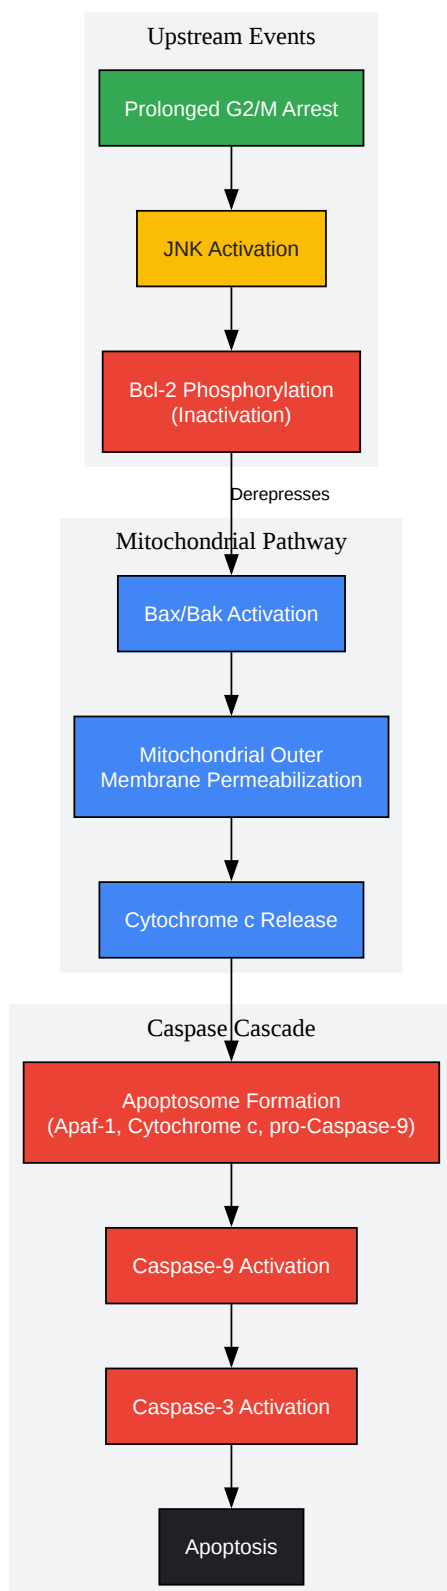 Upstream Events
Prolonged G2/M Arrest
JNK Activation
Bcl-2 Phosphorylation
(Inactivation)
Derepresses
Mitochondrial Pathway
Bax/Bak Activation
Mitochondrial Outer
Membrane Permeabilization
Cytochrome c Release
Caspase Cascade
Apoptosome Formation
(Apaf-1, Cytochrome c, pro-Caspase-9)
Caspase-9 Activation
Caspase-3 Activation
Apoptosis